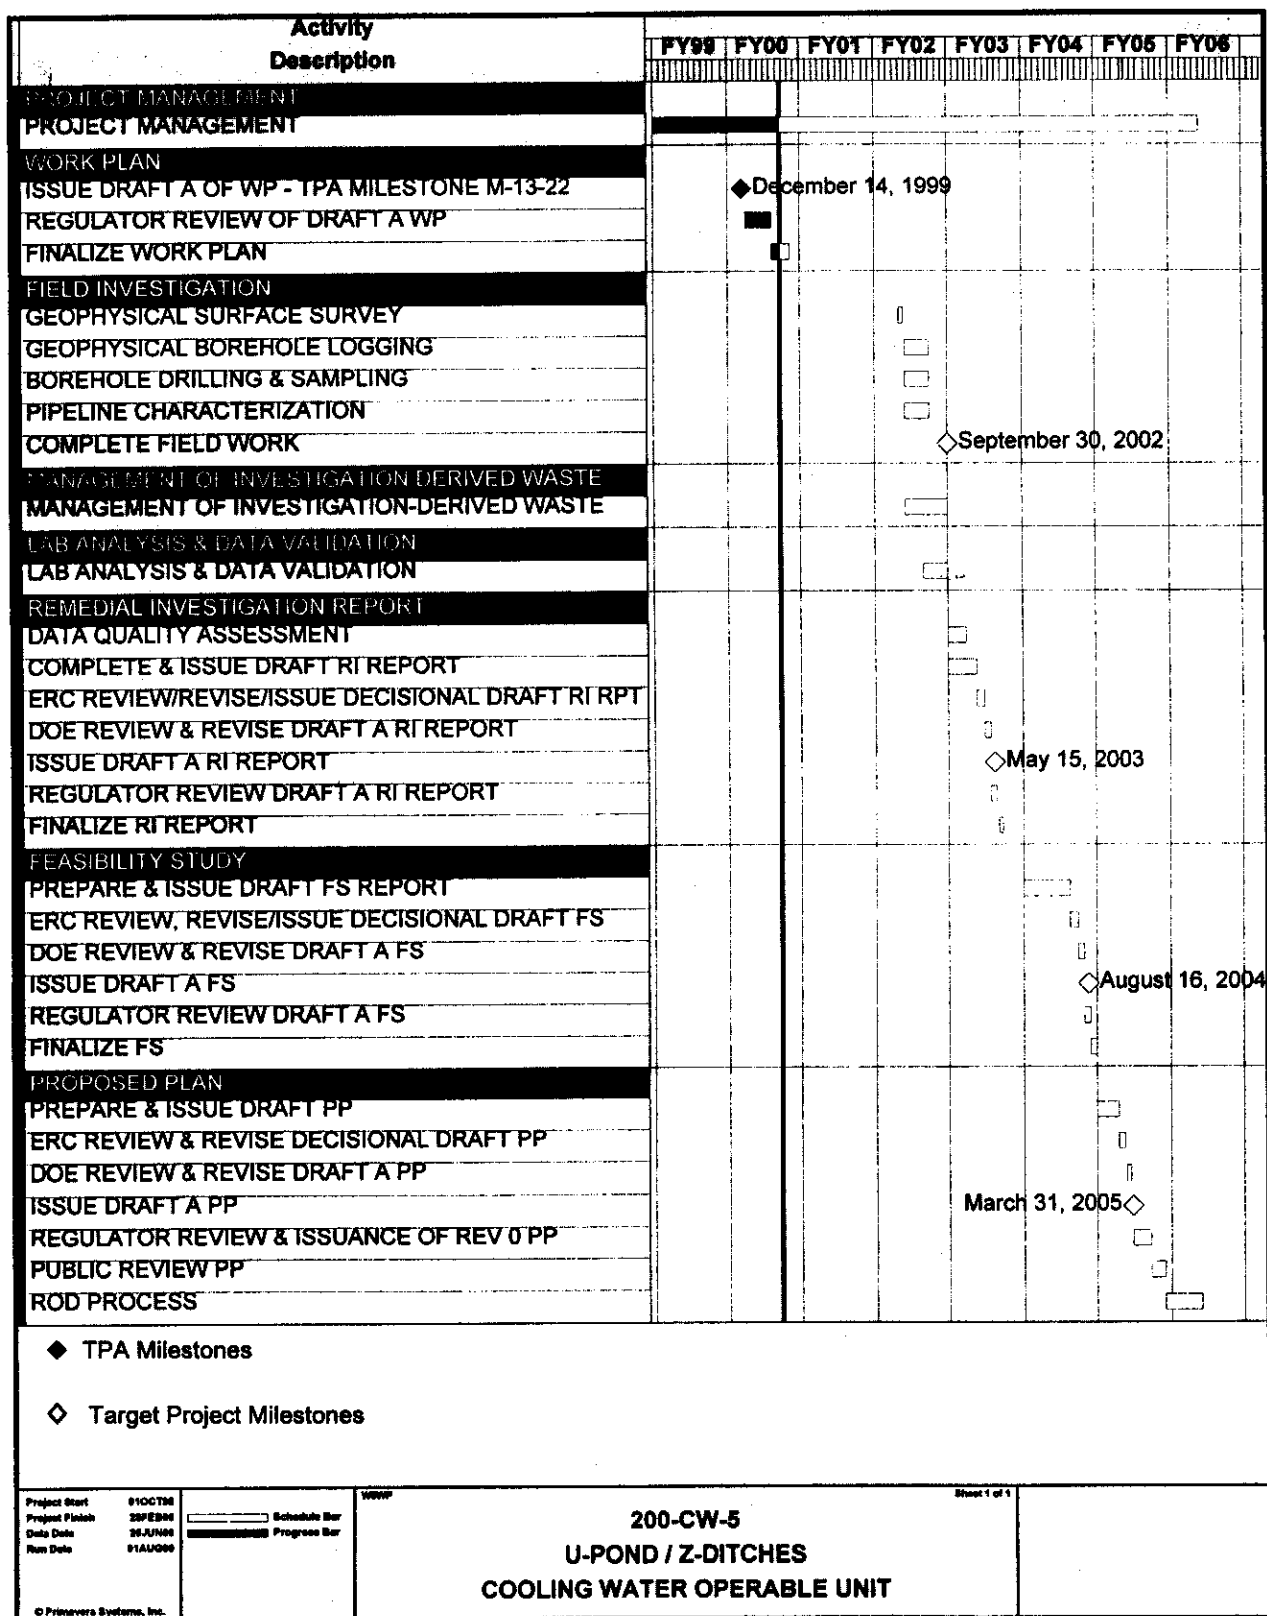 Activity
Description
FY99 FY00 FY01 FY02 FY03 FY04 FY05 FY06
PROJECT MANAGEMENT
PROJECT MANAGEMENT
WORK PLAN
ISSUE DRAFT A OF WP - TPA MILESTONE M-13-22
December 14, 1999
REGULATOR REVIEW OF DRAFT A WP
FINALIZE WORK PLAN
FIELD INVESTIGATION
GEOPHYSICAL SURFACE SURVEY
GEOPHYSICAL BOREHOLE LOGGING
BOREHOLE DRILLING & SAMPLING
PIPELINE CHARACTERIZATION
COMPLETE FIELD WORK
September 30, 2002
MANAGEMENT OF INVESTIGATION DERIVED WASTE
MANAGEMENT OF INVESTIGATION-DERIVED WASTE
LAB ANALYSIS & DATA VALIDATION
LAB ANALYSIS & DATA VALIDATION
REMEDIAL INVESTIGATION REPORT
DATA QUALITY ASSESSMENT
COMPLETE & ISSUE DRAFT RI REPORT
ERC REVIEW/REVISE/ISSUE DECISIONAL DRAFT RI RPT
DOE REVIEW & REVISE DRAFT A RI REPORT
ISSUE DRAFT A RI REPORT
May 15, 2003
REGULATOR REVIEW DRAFT A RI REPORT
FINALIZE RI REPORT
FEASIBILITY STUDY
PREPARE & ISSUE DRAFT FS REPORT
ERC REVIEW, REVISE/ISSUE DECISIONAL DRAFT FS
DOE REVIEW & REVISE DRAFT A FS
ISSUE DRAFT A FS
August 16, 2004
REGULATOR REVIEW DRAFT A FS
FINALIZE FS
PROPOSED PLAN
PREPARE & ISSUE DRAFT PP
ERC REVIEW & REVISE DECISIONAL DRAFT PP
DOE REVIEW & REVISE DRAFT A PP
ISSUE DRAFT A PP
March 31, 2005
REGULATOR REVIEW & ISSUANCE OF REV 0 PP
PUBLIC REVIEW PP
ROD PROCESS
◆ TPA Milestones
◇ Target Project Milestones
Project Start
Project Finish
Data Date
Run Date
© Primavera Systems, Inc.
Schedule Bar
Progress Bar
Sheet 1 of 1
200-CW-5
U-POND / Z-DITCHES
COOLING WATER OPERABLE UNIT